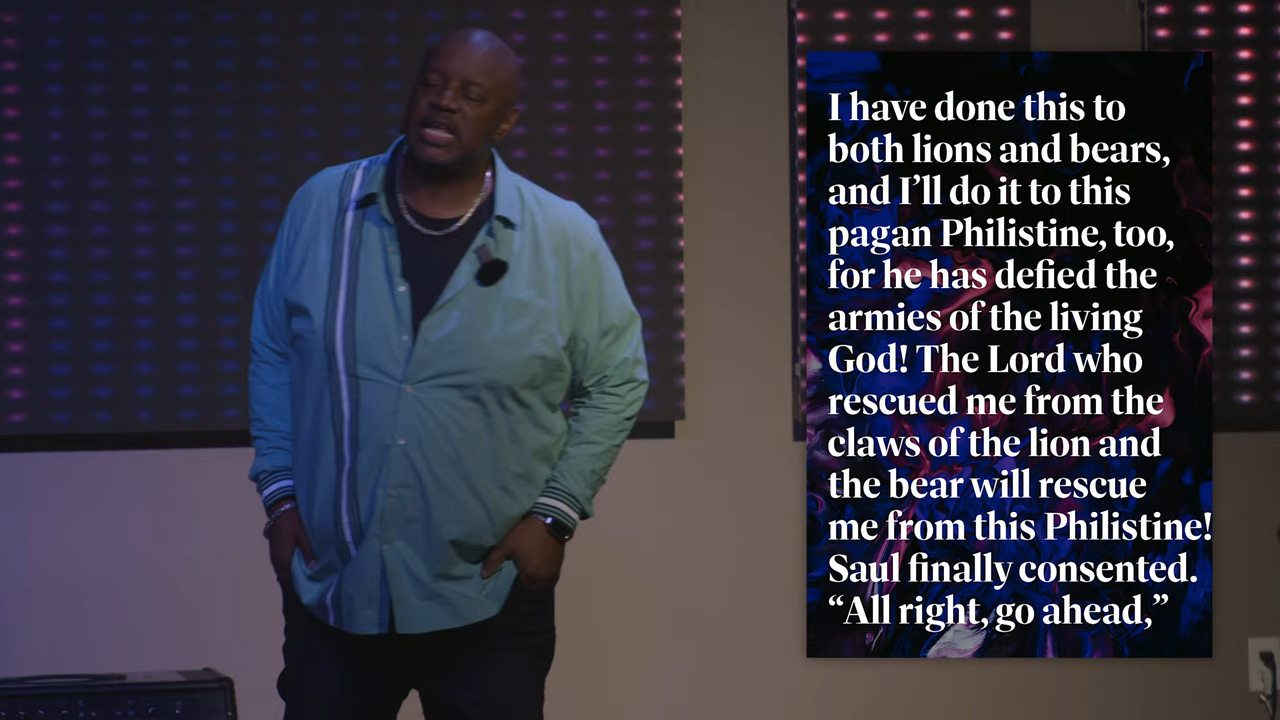 I have done this to
both lions and bears,
and I’ll do it to this
pagan Philistine, too,
for he has defied the
armies of the living
God! The Lord who
rescued me from the
claws of the lion and
the bear will rescue
me from this Philistine!
Saul finally consented.
“All right, go ahead,”